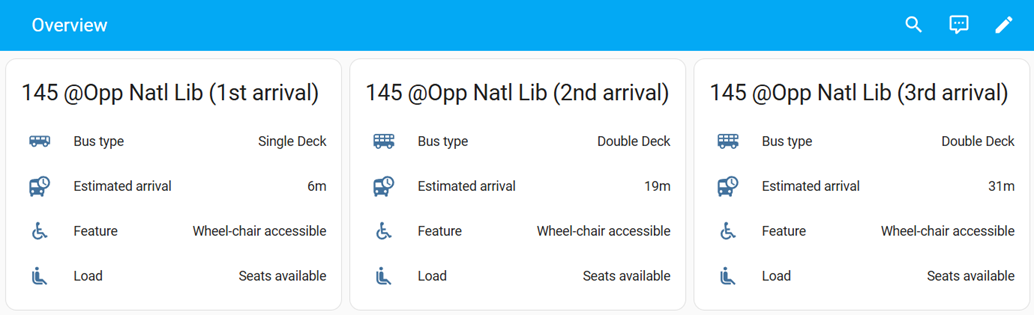 Overview
145 @Opp Natl Lib (1st arrival)
Bus type Single Deck
Estimated arrival 6m
Feature Wheel-chair accessible
Load Seats available
145 @Opp Natl Lib (2nd arrival)
Bus type Double Deck
Estimated arrival 19m
Feature Wheel-chair accessible
Load Seats available
145 @Opp Natl Lib (3rd arrival)
Bus type Double Deck
Estimated arrival 31m
Feature Wheel-chair accessible
Load Seats available